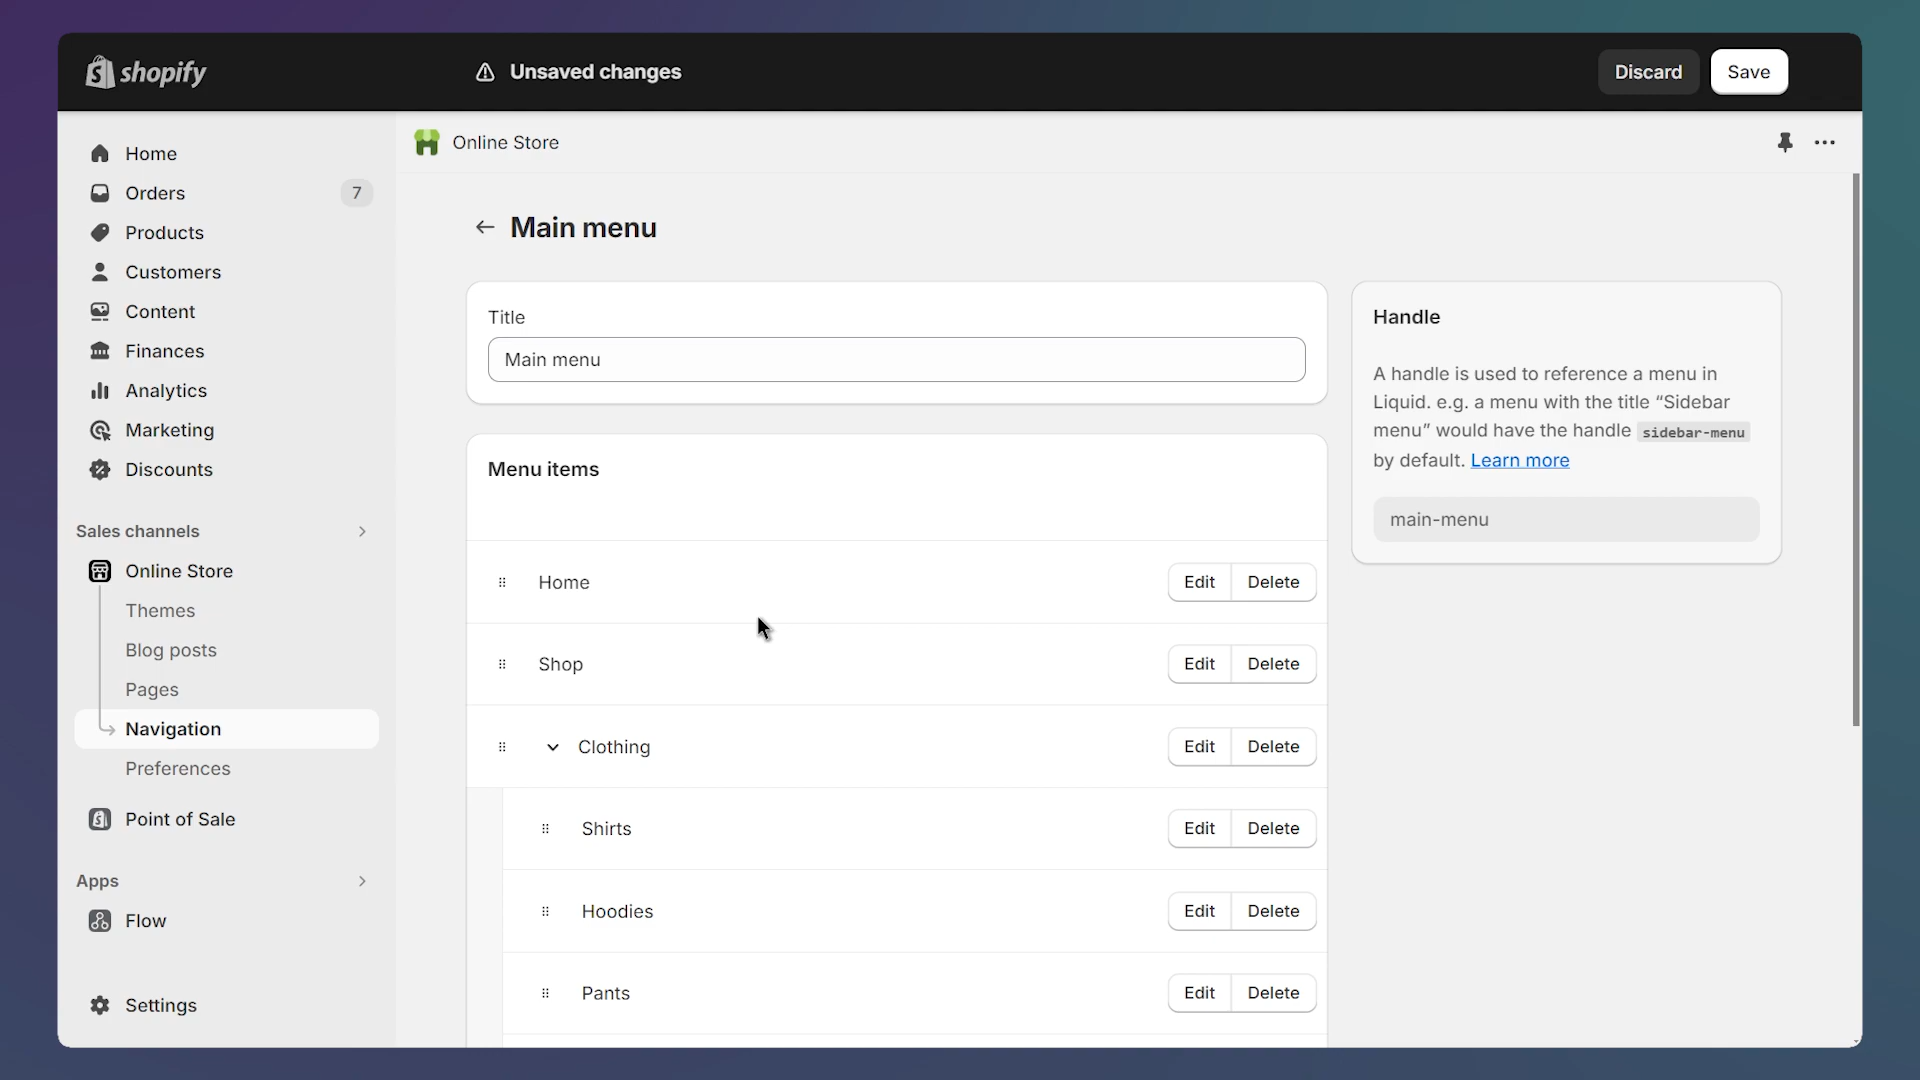 shopify
Unsaved changes
Discard
Save
Home
Orders
7
Products
Customers
Content
Finances
Analytics
Marketing
Discounts
Sales channels
Online Store
Themes
Blog posts
Pages
Navigation
Preferences
Point of Sale
Apps
Flow
Settings
Online Store
Main menu
Title
Main menu
Menu items
Home
Edit
Delete
Shop
Edit
Delete
Clothing
Edit
Delete
Shirts
Edit
Delete
Hoodies
Edit
Delete
Pants
Edit
Delete
Handle
A handle is used to reference a menu in
Liquid. e.g. a menu with the title “Sidebar
menu” would have the handle sidebar-menu
by default. Learn more
main-menu